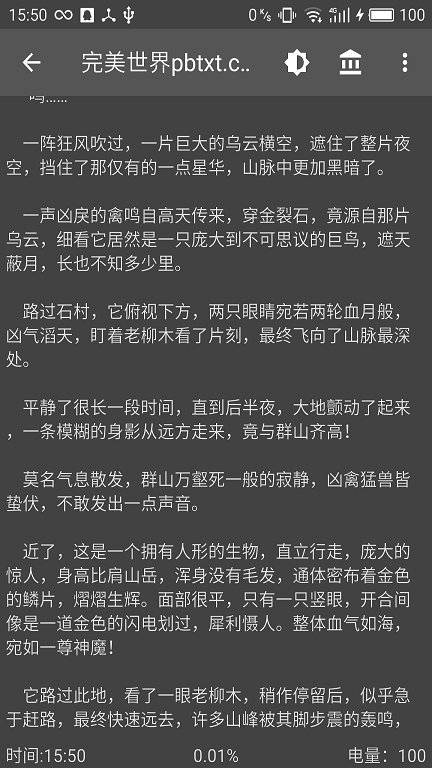 15:50 0 K/s 4G 100
完美世界pbtxt.c..
一阵狂风吹过，一片巨大的乌云横空，遮住了整片夜
空，挡住了那仅有的一点星华，山脉中更加黑暗了。
一声凶戾的禽鸣自高天传来，穿金裂石，竟源自那片
乌云，细看它居然是一只庞大到不可思议的巨鸟，遮天
蔽月，长也不知多少里。
路过石村，它俯视下方，两只眼睛宛若两轮血月般，
凶气滔天，盯着老柳木看了片刻，最终飞向了山脉最深
处。
平静了很长一段时间，直到后半夜，大地颤动了起来
，一条模糊的身影从远方走来，竟与群山齐高！
莫名气息散发，群山万壑死一般的寂静，凶禽猛兽皆
蛰伏，不敢发出一点声音。
近了，这是一个拥有人形的生物，直立行走，庞大的
惊人，身高比肩山岳，浑身没有毛发，通体密布着金色
的鳞片，熠熠生辉。面部很平，只有一只竖眼，开合间
像是一道金色的闪电划过，犀利慑人。整体血气如海，
宛如一尊神魔！
它路过此地，看了一眼老柳木，稍作停留后，似乎急
于赶路，最终快速远去，许多山峰被其脚步震的轰鸣，
时间:15:50 0.01% 电量：100